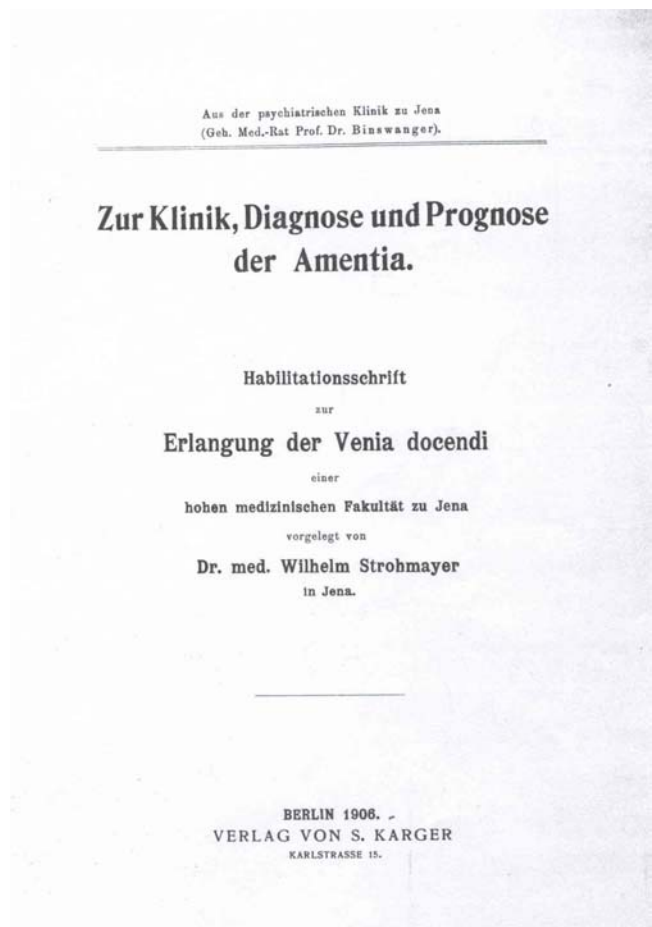 Aus der psychiatrischen Klinik zu Jena
(Geh. Med.-Rat Prof. Dr. Binswanger).
Zur Klinik, Diagnose und Prognose
der Amentia.
Habilitationsschrift
zur
Erlangung der Venia docendi
einer
hohen medizinischen Fakultät zu Jena
vorgelegt von
Dr. med. Wilhelm Strohmayer
in Jena.
BERLIN 1906.
VERLAG VON S. KARGER
KARLSTRASSE 15.